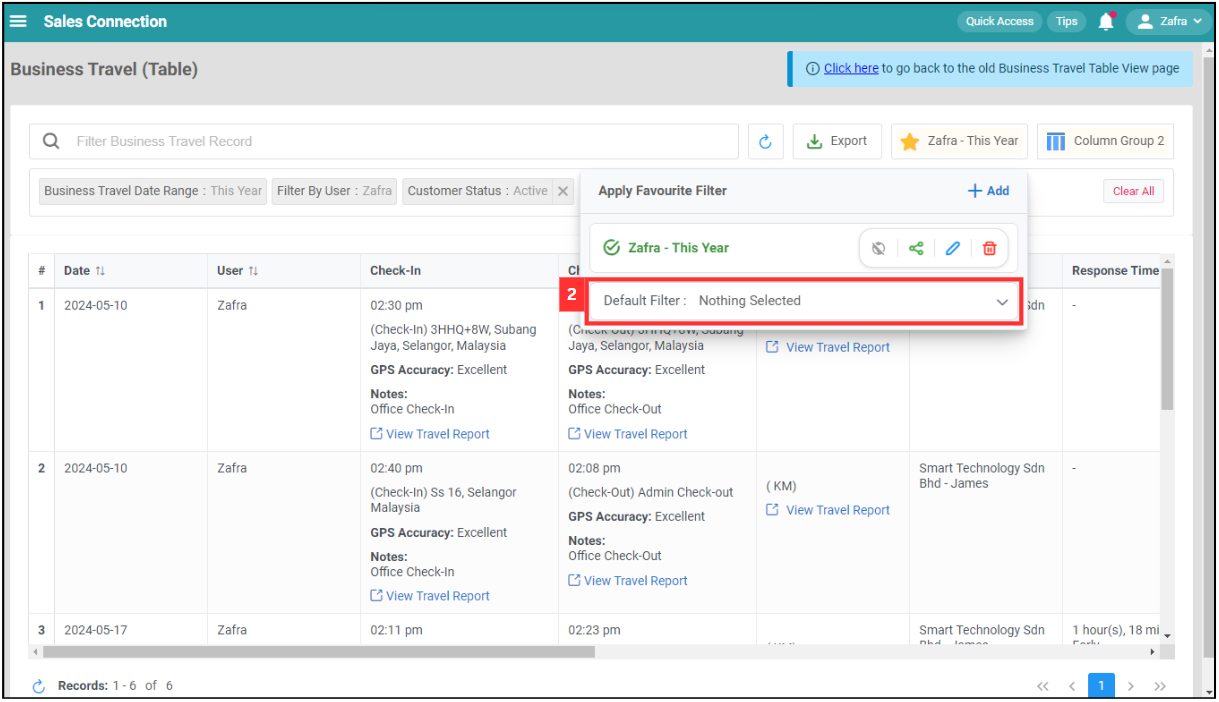 Sales Connection
Quick Access
Tips
Zafra
Business Travel (Table)
Click here to go back to the old Business Travel Table View page
Filter Business Travel Record
Export
Zafra - This Year
Column Group 2
Business Travel Date Range : This Year
Filter By User : Zafra
Customer Status : Active
Clear All
Apply Favourite Filter
Add
Zafra - This Year
2
Default Filter : Nothing Selected
# Date User Check-In Response Time
1 2024-05-10 Zafra
02:30 pm
(Check-In) 3HHQ+8W, Subang
Jaya, Selangor, Malaysia
GPS Accuracy: Excellent
Notes:
Office Check-In
View Travel Report
(Check-Out) 3HHQ+8W, Subang
Jaya, Selangor, Malaysia
GPS Accuracy: Excellent
Notes:
Office Check-Out
View Travel Report
View Travel Report
Sdn
-
2 2024-05-10 Zafra
02:40 pm
(Check-In) Ss 16, Selangor
Malaysia
GPS Accuracy: Excellent
Notes:
Office Check-In
View Travel Report
02:08 pm
(Check-Out) Admin Check-out
GPS Accuracy: Excellent
Notes:
Office Check-Out
View Travel Report
( KM)
View Travel Report
Smart Technology Sdn
Bhd - James
-
3 2024-05-17 Zafra
02:11 pm
02:23 pm
Smart Technology Sdn
Bhd - James
1 hour(s), 18 mi
Early
Records: 1 - 6 of 6
<< < 1 > >>